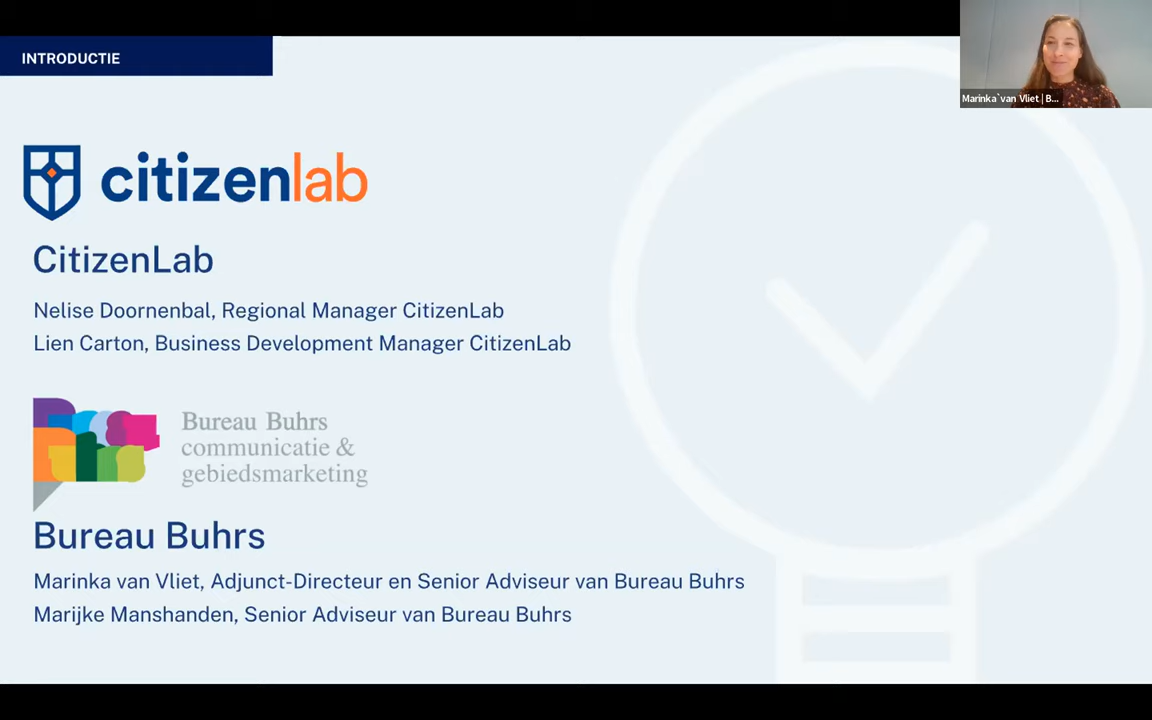 INTRODUCTIE
Marinka van Vliet | B...
citizenlab
CitizenLab
Nelise Doornenbal, Regional Manager CitizenLab
Lien Carton, Business Development Manager CitizenLab
Bureau Buhrs
communicatie &
gebiedsmarketing
Bureau Buhrs
Marinka van Vliet, Adjunct-Directeur en Senior Adviseur van Bureau Buhrs
Marijke Manshanden, Senior Adviseur van Bureau Buhrs